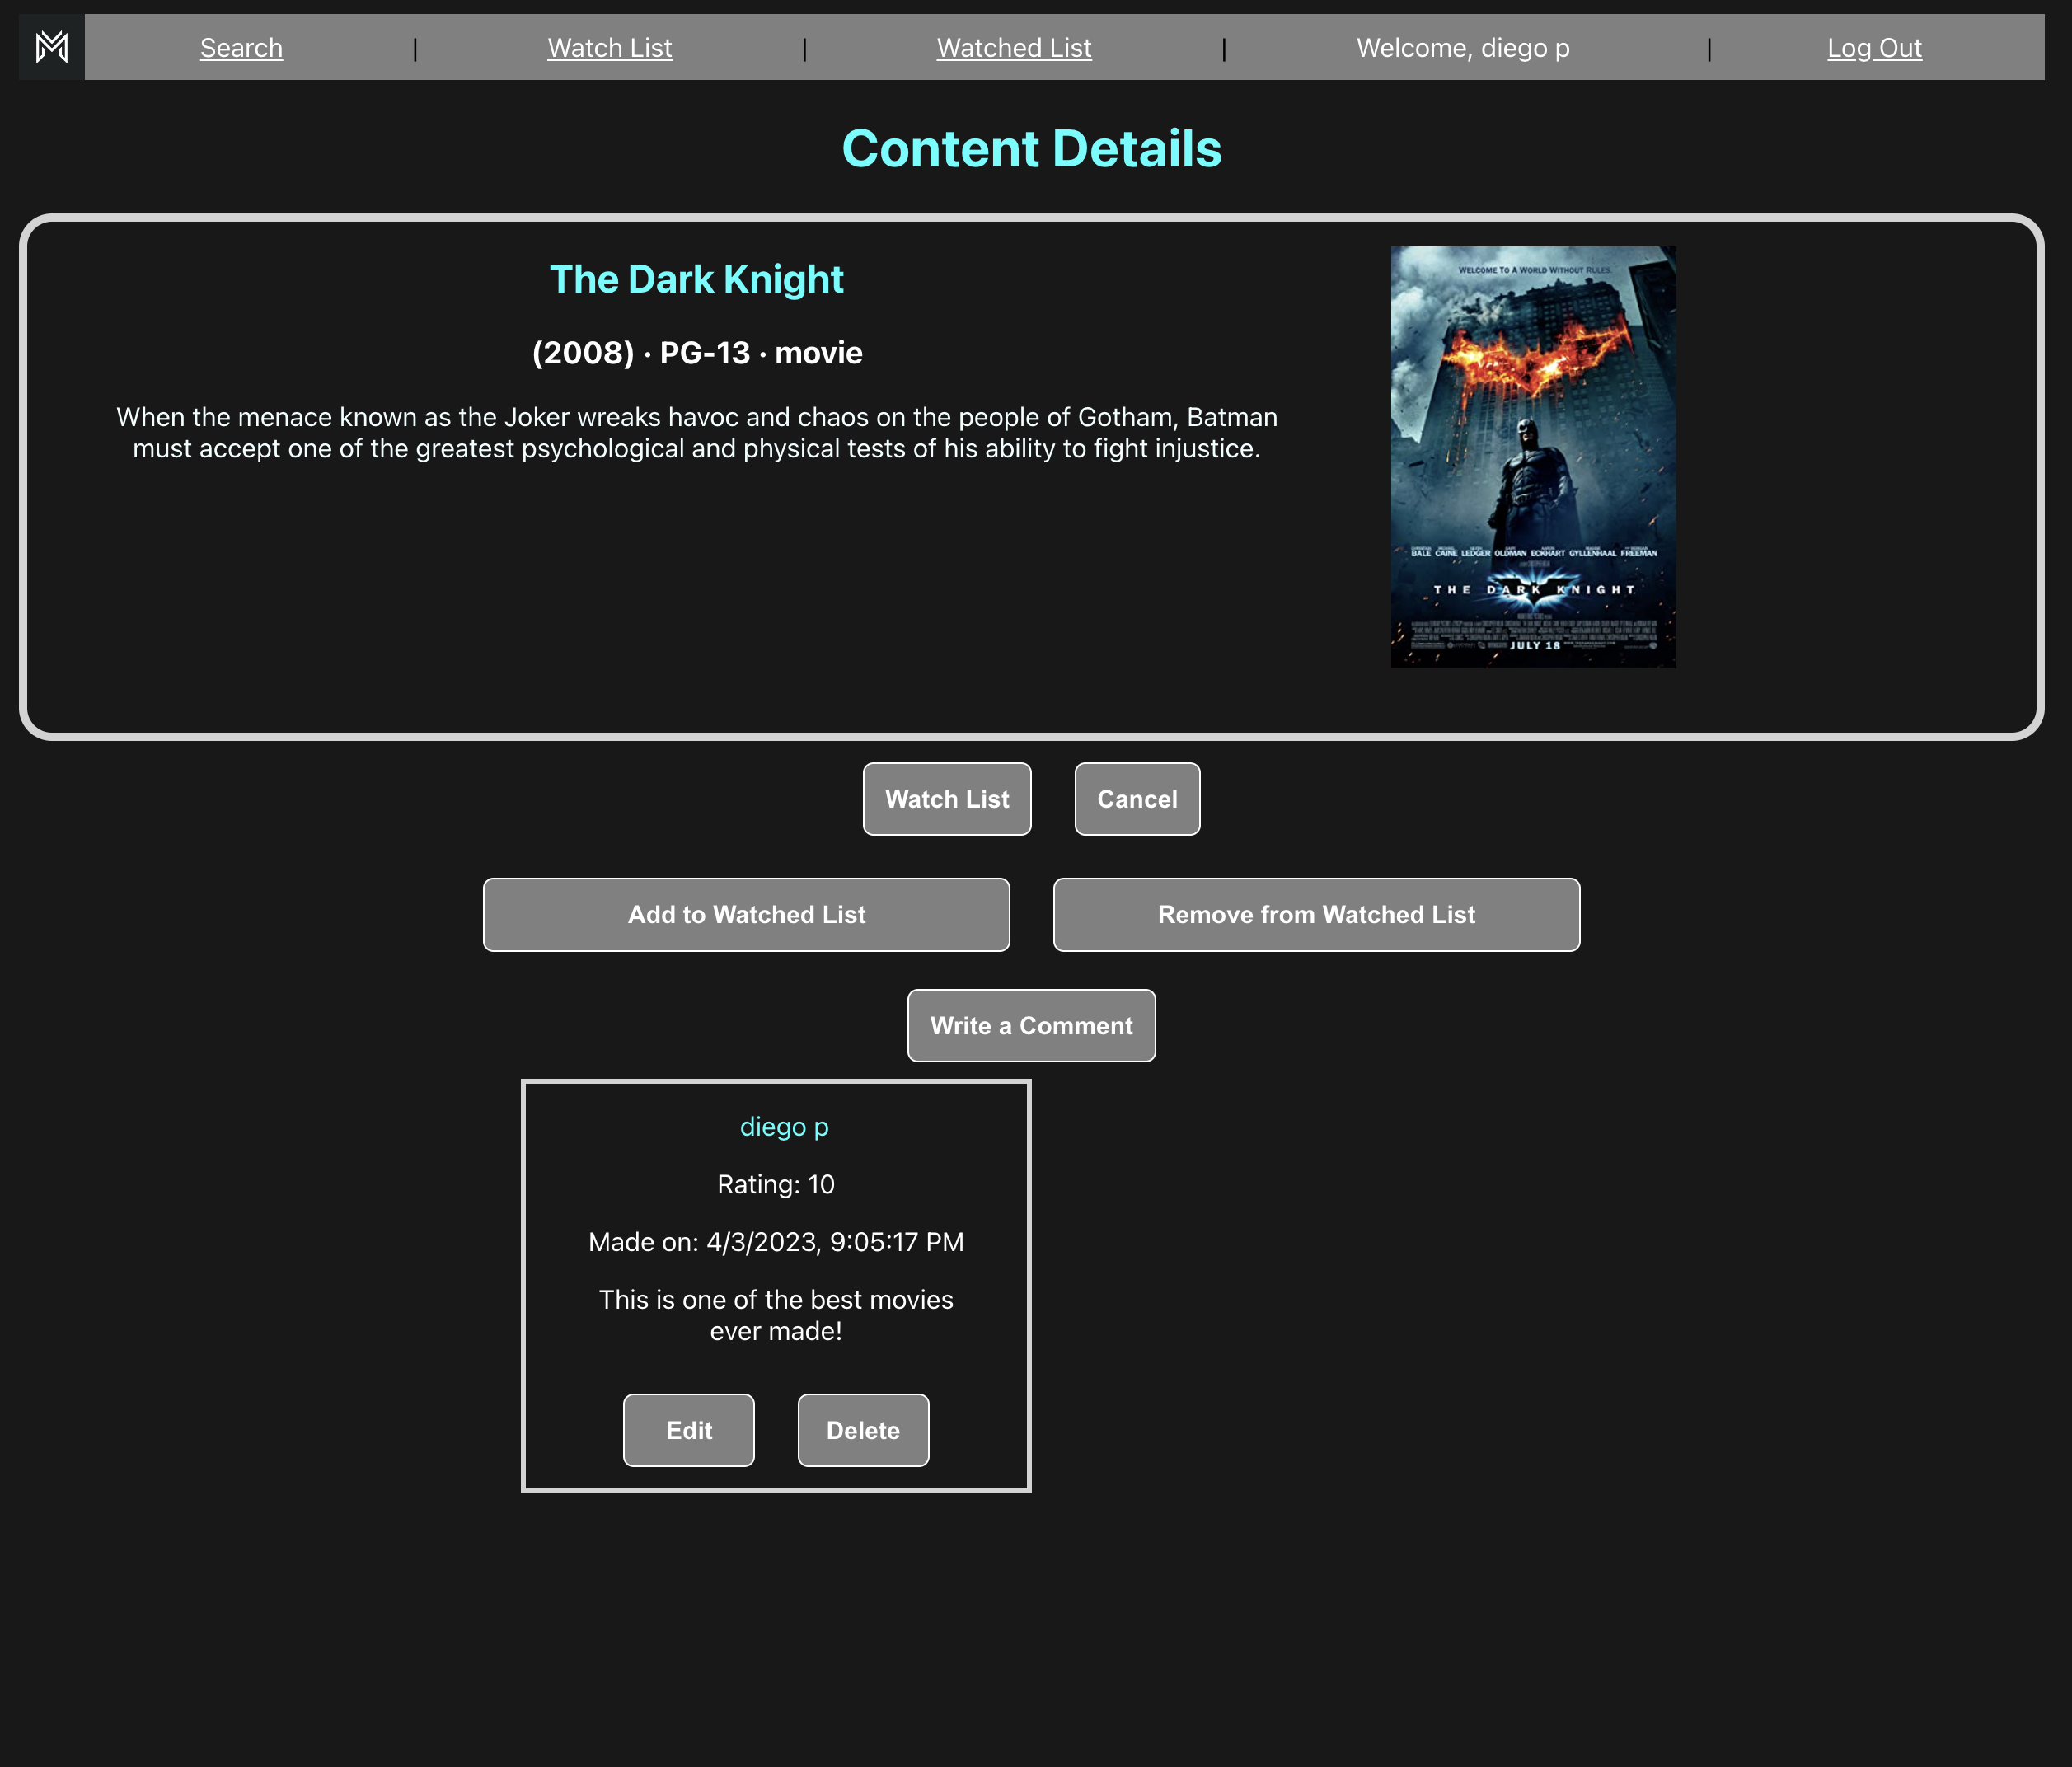 Search | Watch List | Watched List | Welcome, diego p | Log Out
Content Details
The Dark Knight
(2008) · PG-13 · movie
When the menace known as the Joker wreaks havoc and chaos on the people of Gotham, Batman
must accept one of the greatest psychological and physical tests of his ability to fight injustice.
WELCOME TO A WORLD WITHOUT RULES.
BALE CAINE LEDGER OLDMAN ECKHART GYLLENHAAL FREEMAN
THE DARK KNIGHT
JULY 18
Watch List Cancel
Add to Watched List Remove from Watched List
Write a Comment
diego p
Rating: 10
Made on: 4/3/2023, 9:05:17 PM
This is one of the best movies
ever made!
Edit Delete